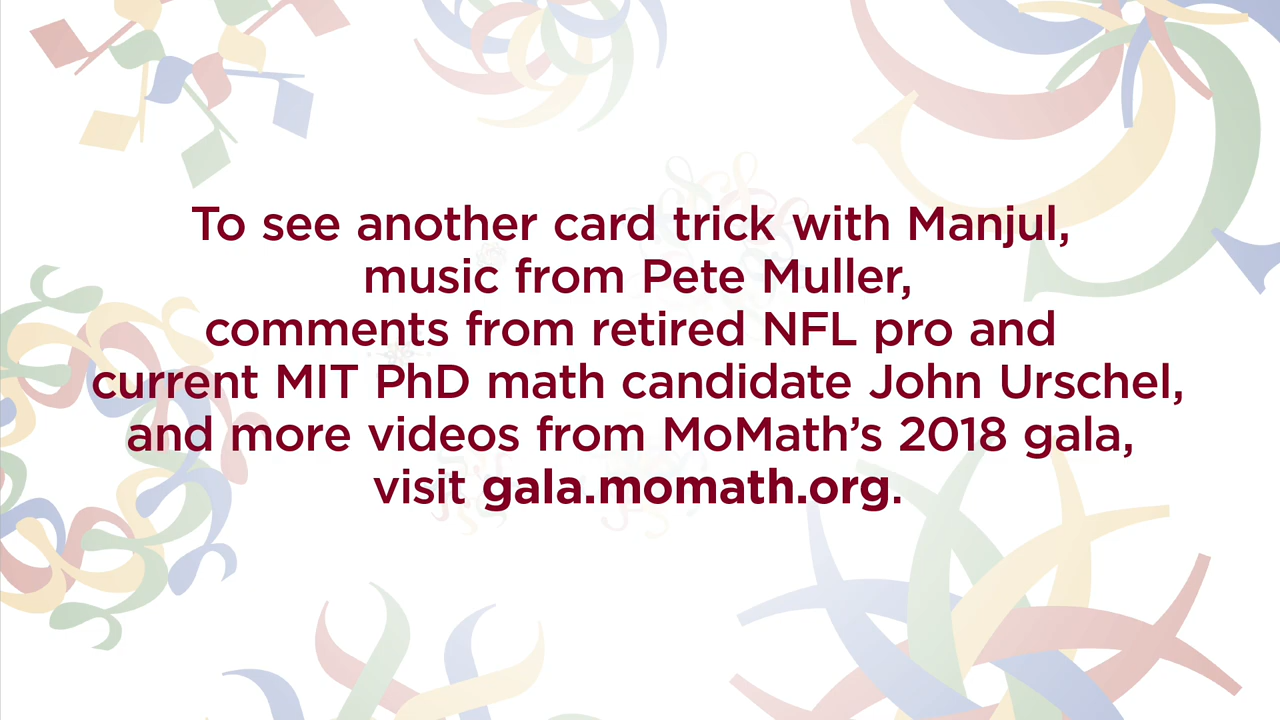 To see another card trick with Manjul,
music from Pete Muller,
comments from retired NFL pro and
current MIT PhD math candidate John Urschel,
and more videos from MoMath’s 2018 gala,
visit gala.momath.org.